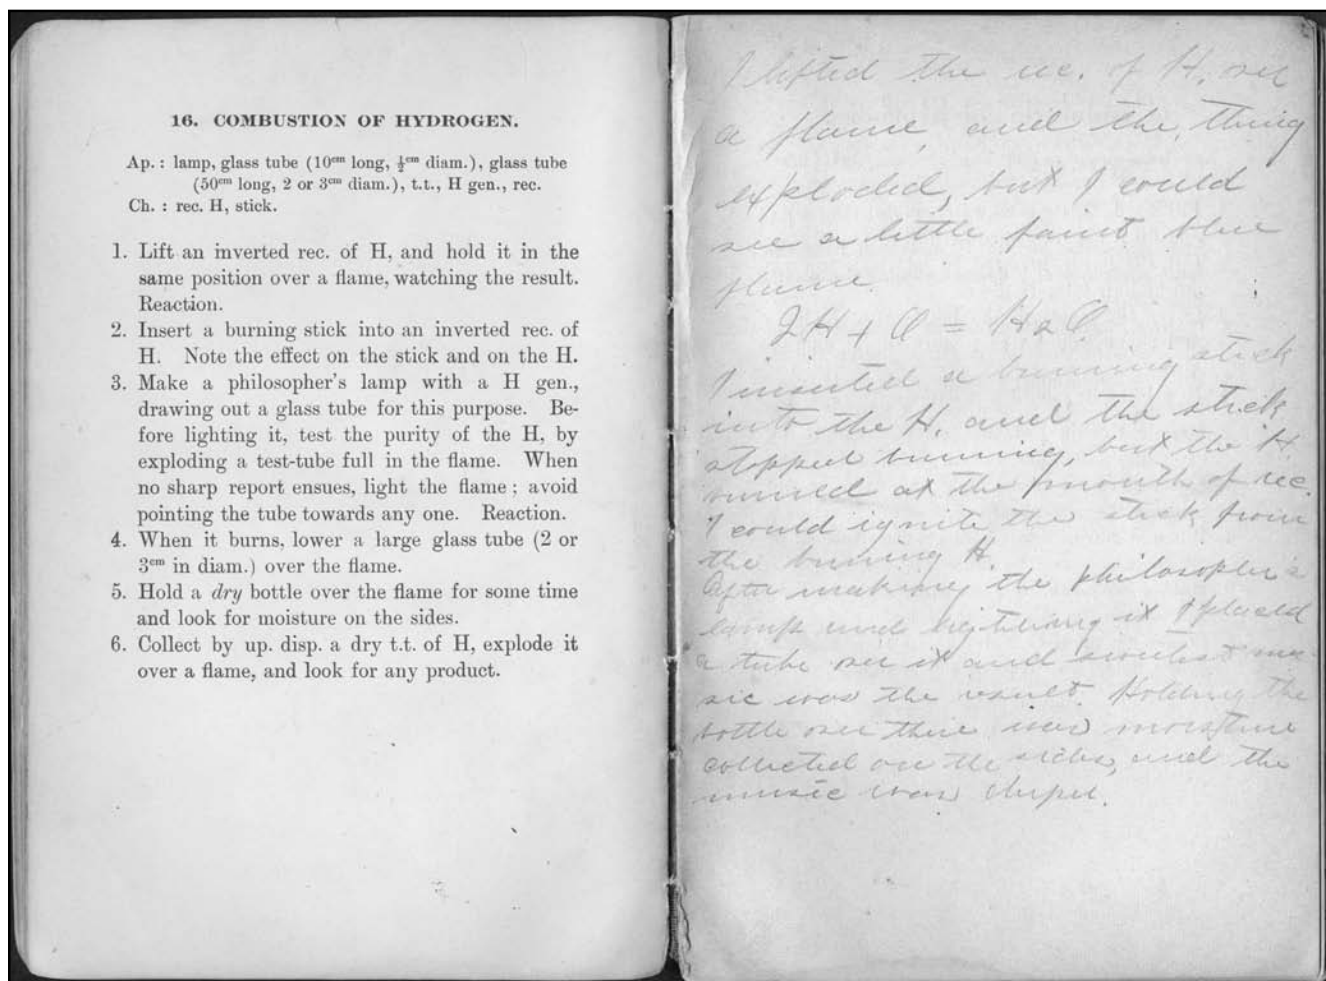 16. COMBUSTION OF HYDROGEN.
Ap.: lamp, glass tube (10cm long, ½cm diam.), glass tube
(50cm long, 2 or 3cm diam.), t.t., H gen., rec.
Ch.: rec. H, stick.
1. Lift an inverted rec. of H, and hold it in the
same position over a flame, watching the result.
Reaction.
2. Insert a burning stick into an inverted rec. of
H. Note the effect on the stick and on the H.
3. Make a philosopher's lamp with a H gen.,
drawing out a glass tube for this purpose. Be-
fore lighting it, test the purity of the H, by
exploding a test-tube full in the flame. When
no sharp report ensues, light the flame; avoid
pointing the tube towards any one. Reaction.
4. When it burns, lower a large glass tube (2 or
3cm in diam.) over the flame.
5. Hold a dry bottle over the flame for some time
and look for moisture on the sides.
6. Collect by up. disp. a dry t.t. of H, explode it
over a flame, and look for any product.
I lifted the rec. of H. over
a flame, and the thing
exploded, but I could
see a little faint blue
flame.
2H + O = H2O
I inserted a burning stick
into the H. and the stick
stopped burning, but the H.
burned at the mouth of rec.
I could ignite the stick from
the burning H.
After making the philosopher's
lamp and lighting it I placed
a tube over it and sweetest mu-
sic was the result. Holding the
bottle over there was moisture
collected on the sides, and the
music was